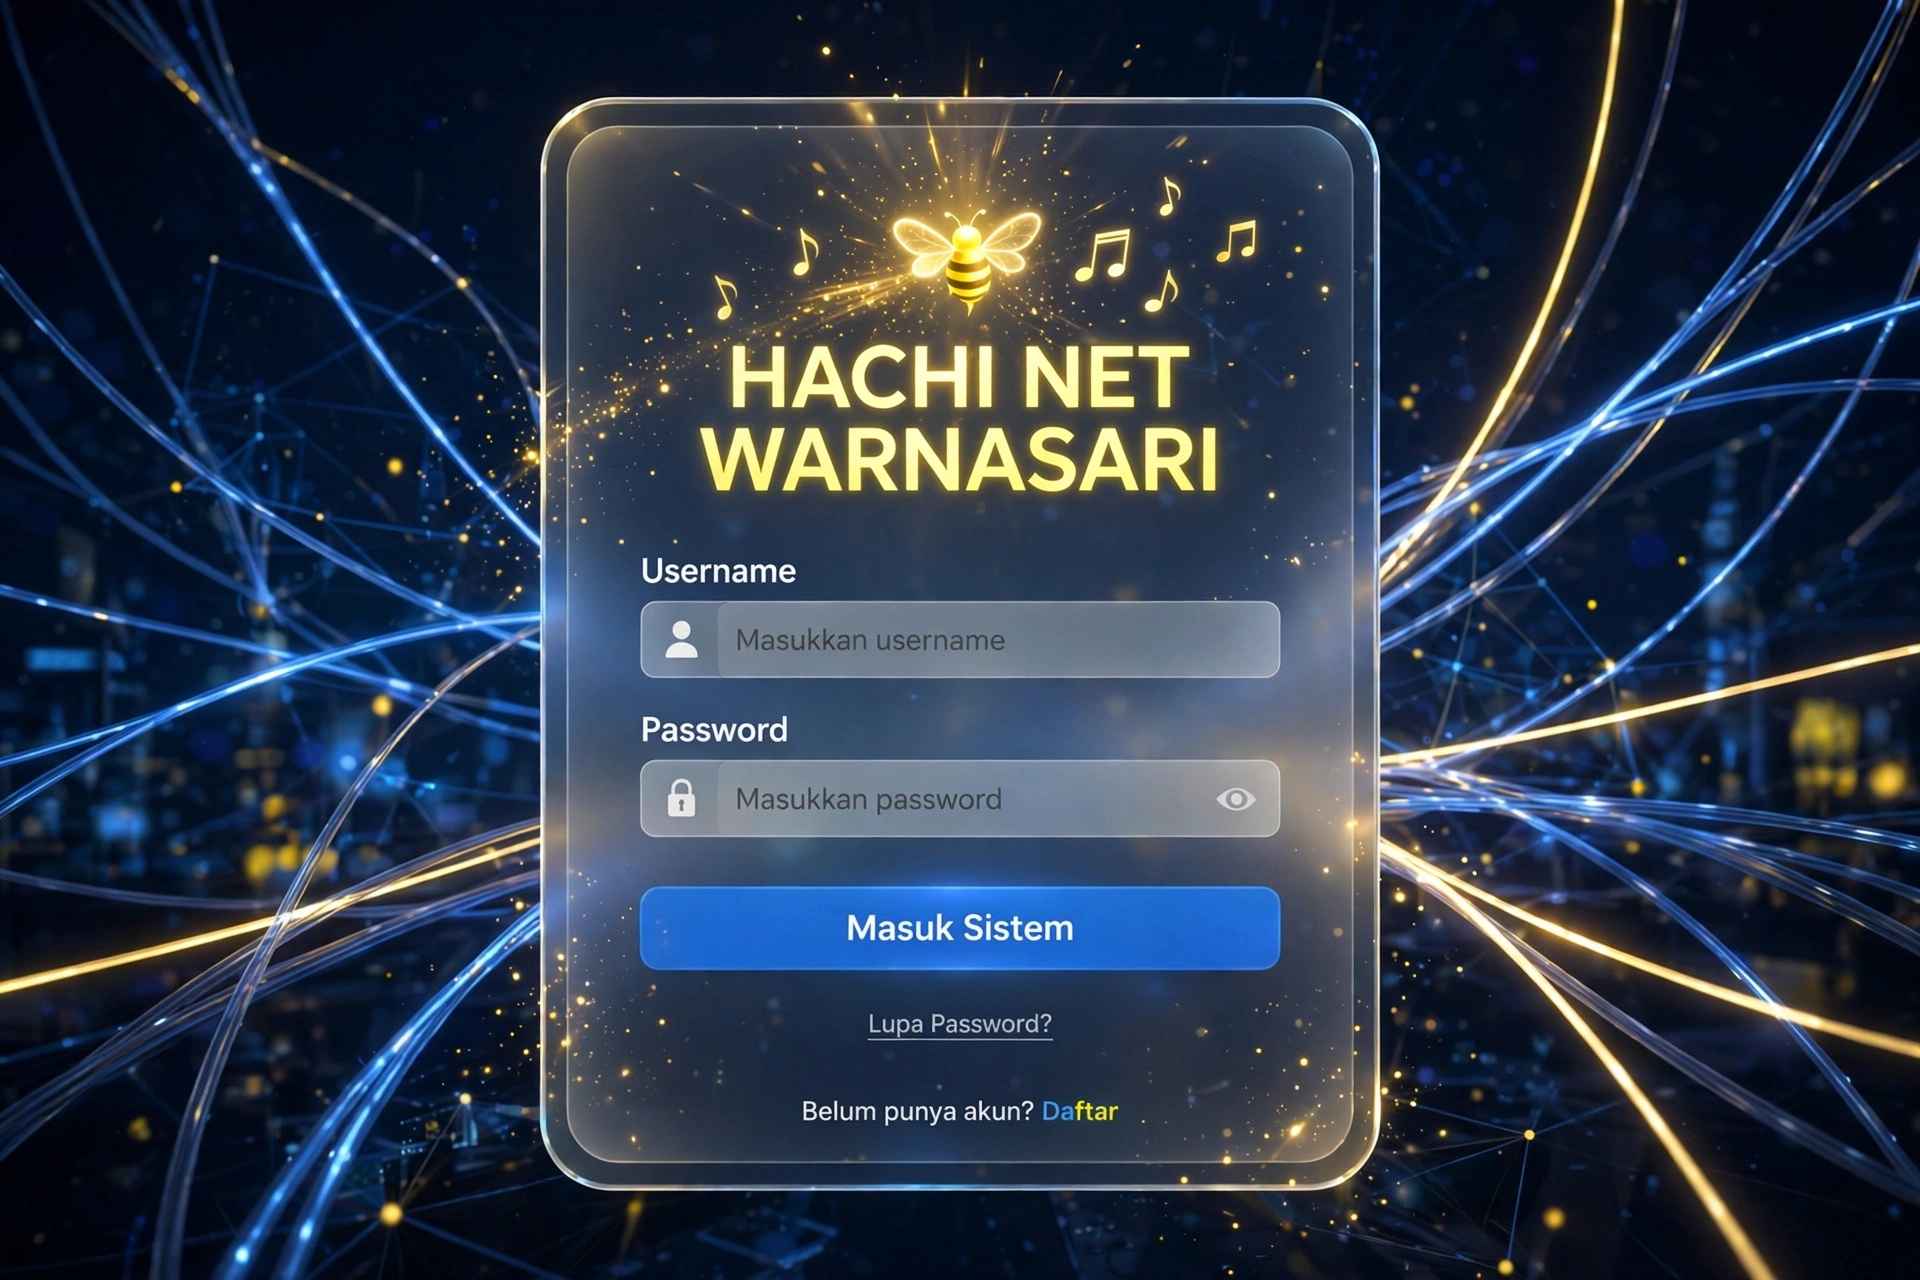 HACHI NET
WARNASARI
Username
Masukkan username
Password
Masukkan password
Masuk Sistem
Lupa Password?
Belum punya akun? Daftar